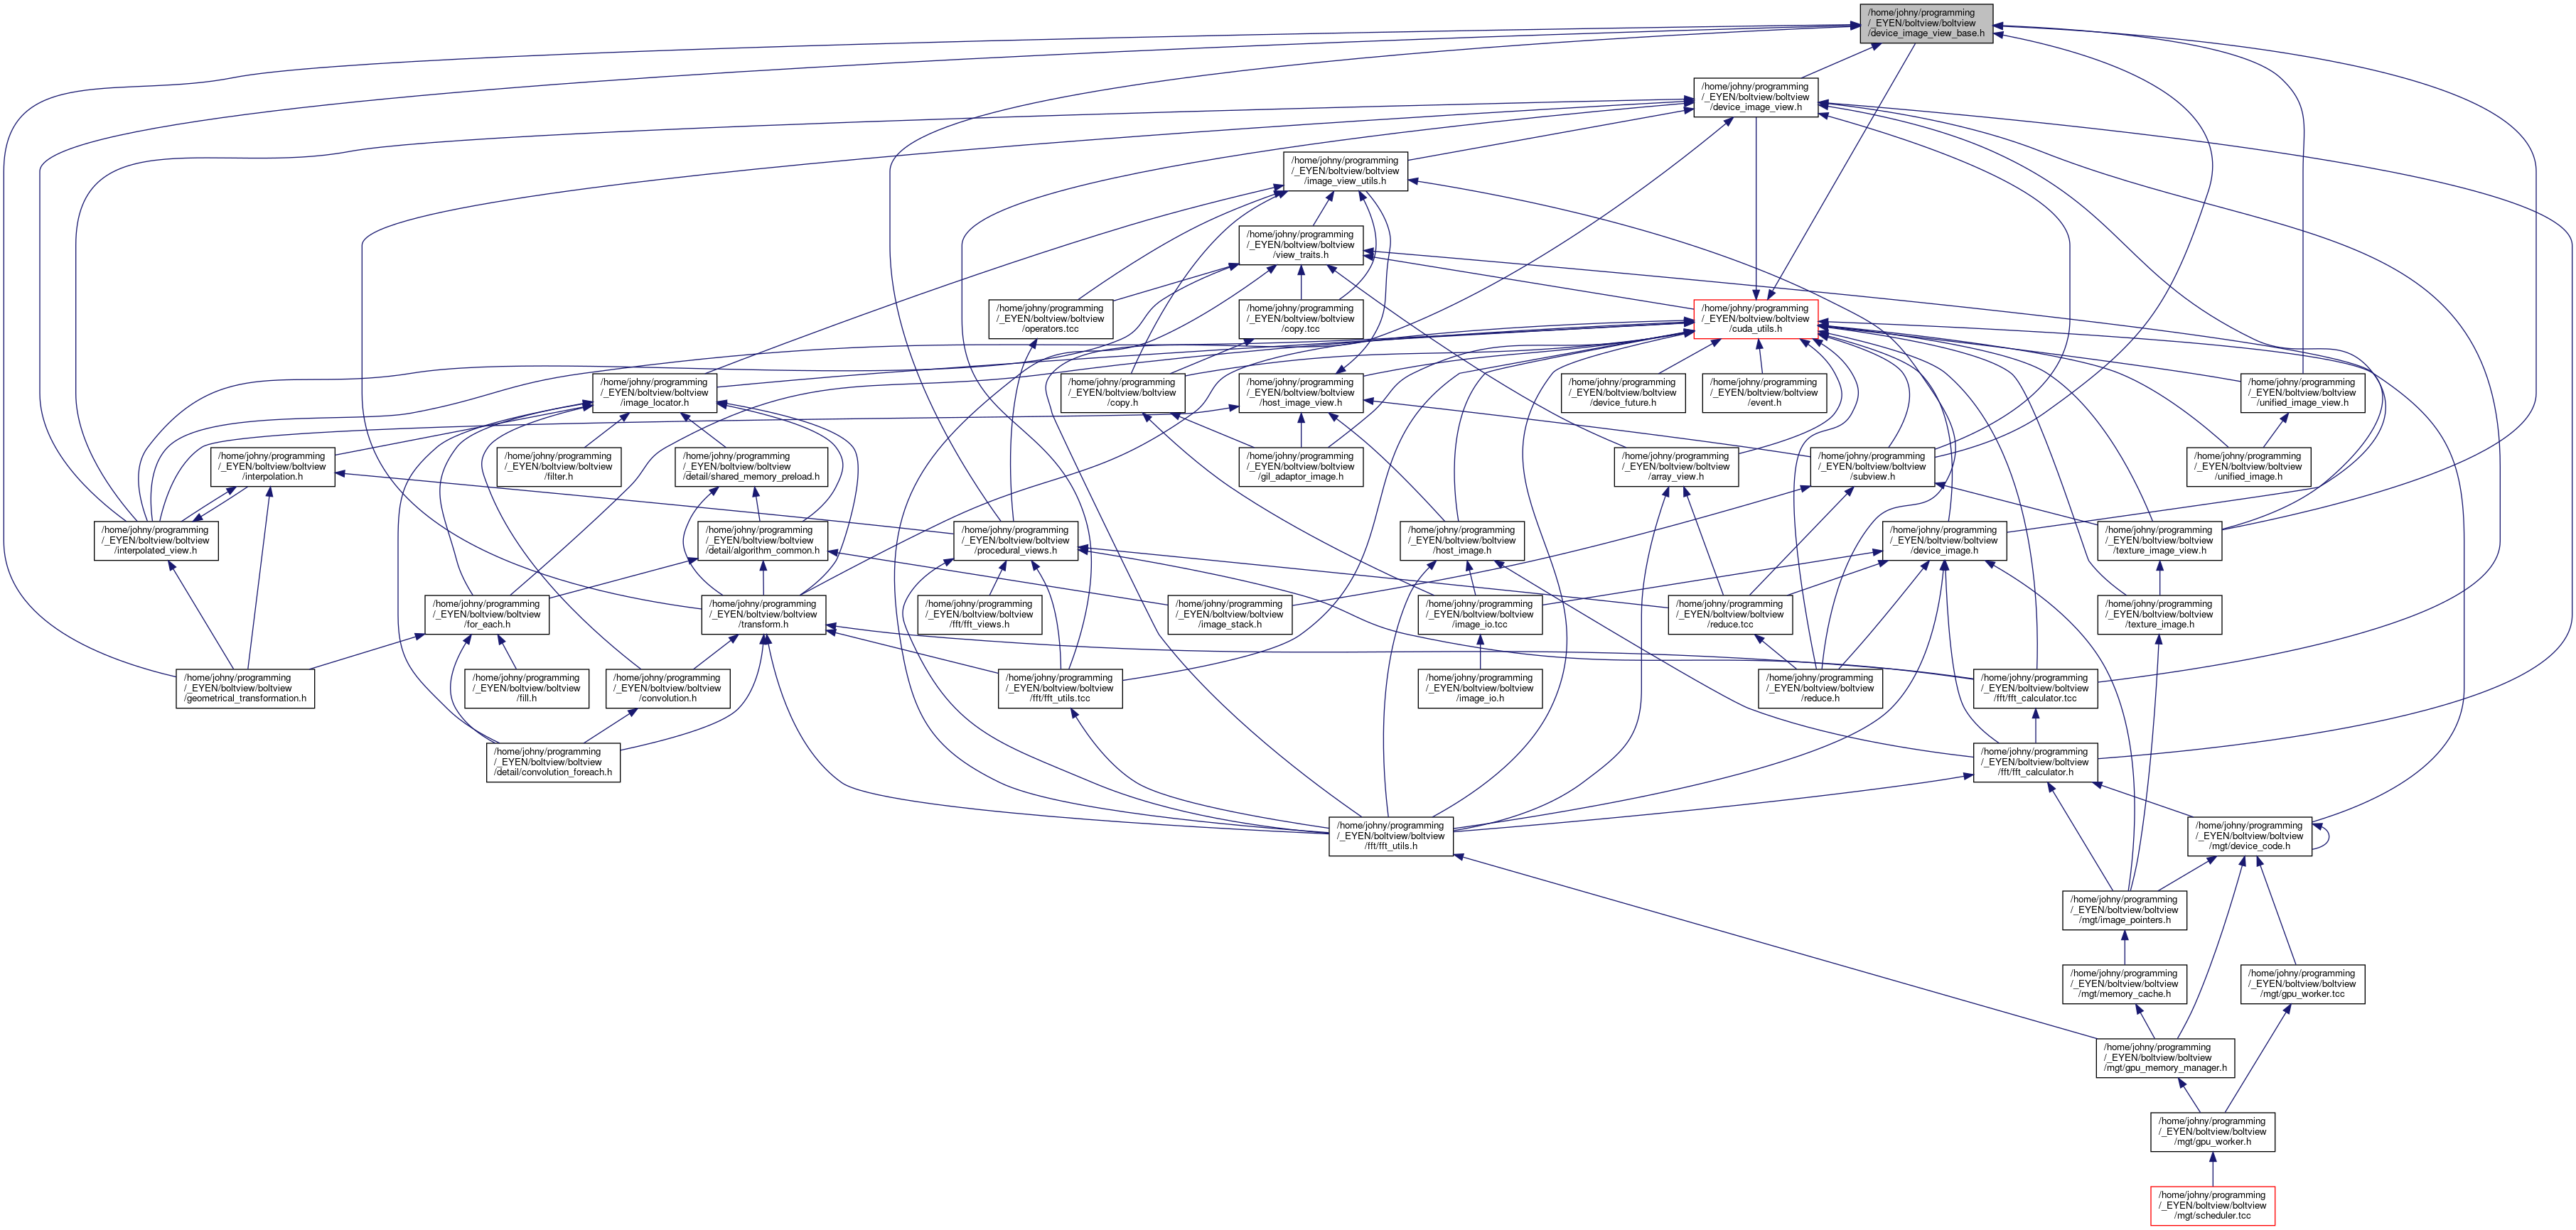 /home/johny/programming
/_EYEN/boltview/boltview
/device_image_view_base.h
/home/johny/programming
/_EYEN/boltview/boltview
/device_image_view.h
/home/johny/programming
/_EYEN/boltview/boltview
/image_view_utils.h
/home/johny/programming
/_EYEN/boltview/boltview
/view_traits.h
/home/johny/programming
/_EYEN/boltview/boltview
/operators.tcc
/home/johny/programming
/_EYEN/boltview/boltview
/copy.tcc
/home/johny/programming
/_EYEN/boltview/boltview
/cuda_utils.h
/home/johny/programming
/_EYEN/boltview/boltview
/image_locator.h
/home/johny/programming
/_EYEN/boltview/boltview
/copy.h
/home/johny/programming
/_EYEN/boltview/boltview
/host_image_view.h
/home/johny/programming
/_EYEN/boltview/boltview
/device_future.h
/home/johny/programming
/_EYEN/boltview/boltview
/event.h
/home/johny/programming
/_EYEN/boltview/boltview
/unified_image_view.h
/home/johny/programming
/_EYEN/boltview/boltview
/interpolation.h
/home/johny/programming
/_EYEN/boltview/boltview
/filter.h
/home/johny/programming
/_EYEN/boltview/boltview
/detail/shared_memory_preload.h
/home/johny/programming
/_EYEN/boltview/boltview
/gil_adaptor_image.h
/home/johny/programming
/_EYEN/boltview/boltview
/array_view.h
/home/johny/programming
/_EYEN/boltview/boltview
/subview.h
/home/johny/programming
/_EYEN/boltview/boltview
/unified_image.h
/home/johny/programming
/_EYEN/boltview/boltview
/interpolated_view.h
/home/johny/programming
/_EYEN/boltview/boltview
/detail/algorithm_common.h
/home/johny/programming
/_EYEN/boltview/boltview
/procedural_views.h
/home/johny/programming
/_EYEN/boltview/boltview
/host_image.h
/home/johny/programming
/_EYEN/boltview/boltview
/device_image.h
/home/johny/programming
/_EYEN/boltview/boltview
/texture_image_view.h
/home/johny/programming
/_EYEN/boltview/boltview
/for_each.h
/home/johny/programming
/_EYEN/boltview/boltview
/transform.h
/home/johny/programming
/_EYEN/boltview/boltview
/fft/fft_views.h
/home/johny/programming
/_EYEN/boltview/boltview
/image_stack.h
/home/johny/programming
/_EYEN/boltview/boltview
/image_io.tcc
/home/johny/programming
/_EYEN/boltview/boltview
/reduce.tcc
/home/johny/programming
/_EYEN/boltview/boltview
/texture_image.h
/home/johny/programming
/_EYEN/boltview/boltview
/geometrical_transformation.h
/home/johny/programming
/_EYEN/boltview/boltview
/fill.h
/home/johny/programming
/_EYEN/boltview/boltview
/convolution.h
/home/johny/programming
/_EYEN/boltview/boltview
/fft/fft_utils.tcc
/home/johny/programming
/_EYEN/boltview/boltview
/image_io.h
/home/johny/programming
/_EYEN/boltview/boltview
/reduce.h
/home/johny/programming
/_EYEN/boltview/boltview
/fft/fft_calculator.tcc
/home/johny/programming
/_EYEN/boltview/boltview
/detail/convolution_foreach.h
/home/johny/programming
/_EYEN/boltview/boltview
/fft/fft_calculator.h
/home/johny/programming
/_EYEN/boltview/boltview
/fft/fft_utils.h
/home/johny/programming
/_EYEN/boltview/boltview
/mgt/device_code.h
/home/johny/programming
/_EYEN/boltview/boltview
/mgt/image_pointers.h
/home/johny/programming
/_EYEN/boltview/boltview
/mgt/memory_cache.h
/home/johny/programming
/_EYEN/boltview/boltview
/mgt/gpu_worker.tcc
/home/johny/programming
/_EYEN/boltview/boltview
/mgt/gpu_memory_manager.h
/home/johny/programming
/_EYEN/boltview/boltview
/mgt/gpu_worker.h
/home/johny/programming
/_EYEN/boltview/boltview
/mgt/scheduler.tcc